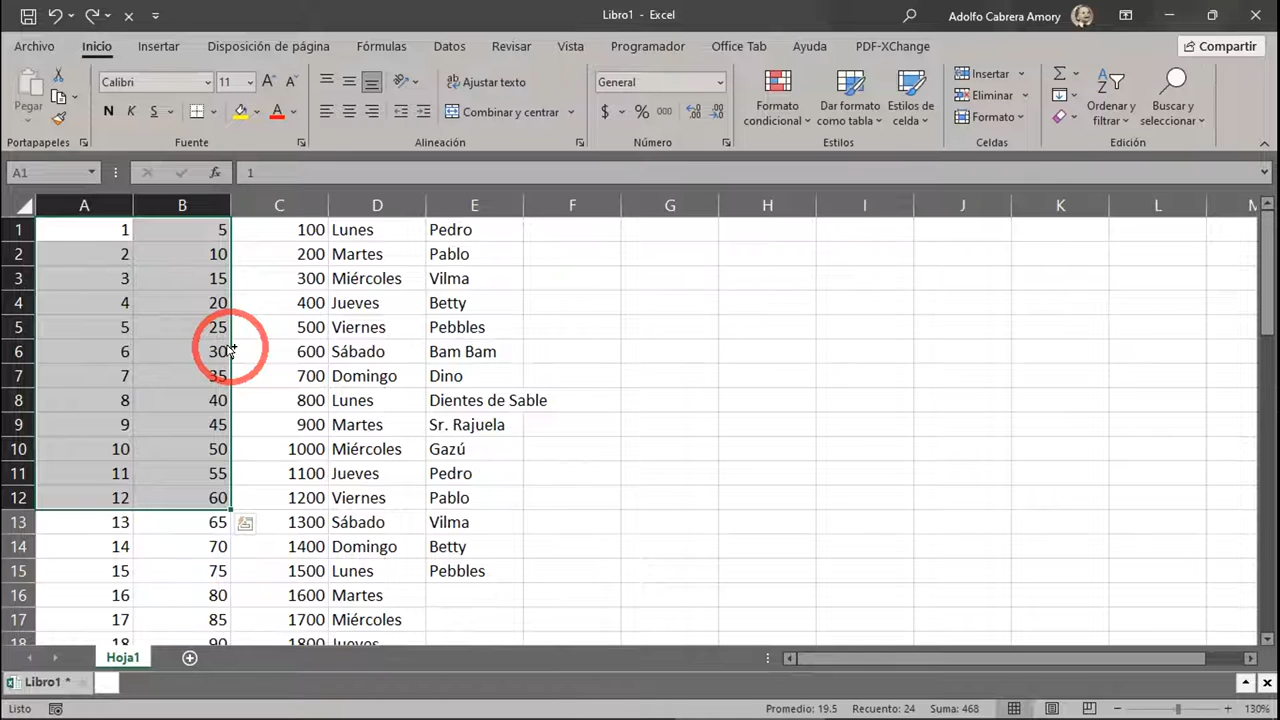 Libro1 - Excel
Adolfo Cabrera Amory
Archivo Inicio Insertar Disposición de página Fórmulas Datos Revisar Vista Programador Office Tab Ayuda PDF-XChange Compartir
Pegar
Calibri 11
N K S
Ajustar texto
Combinar y centrar
General
$ % 000
Formato condicional
Dar formato como tabla
Estilos de celda
Insertar
Eliminar
Formato
Ordenar y filtrar
Buscar y seleccionar
Portapapeles Fuente Alineación Número Estilos Celdas Edición
A1 fx 1
A B C D E F G H I J K L M
1 1 5 100 Lunes Pedro
2 2 10 200 Martes Pablo
3 3 15 300 Miércoles Vilma
4 4 20 400 Jueves Betty
5 5 25 500 Viernes Pebbles
6 6 30 600 Sábado Bam Bam
7 7 35 700 Domingo Dino
8 8 40 800 Lunes Dientes de Sable
9 9 45 900 Martes Sr. Rajuela
10 10 50 1000 Miércoles Gazú
11 11 55 1100 Jueves Pedro
12 12 60 1200 Viernes Pablo
13 13 65 1300 Sábado Vilma
14 14 70 1400 Domingo Betty
15 15 75 1500 Lunes Pebbles
16 16 80 1600 Martes
17 17 85 1700 Miércoles
18 18 90 1800 Jueves
Hoja1
Libro1 *
Listo Promedio: 19.5 Recuento: 24 Suma: 468 130%